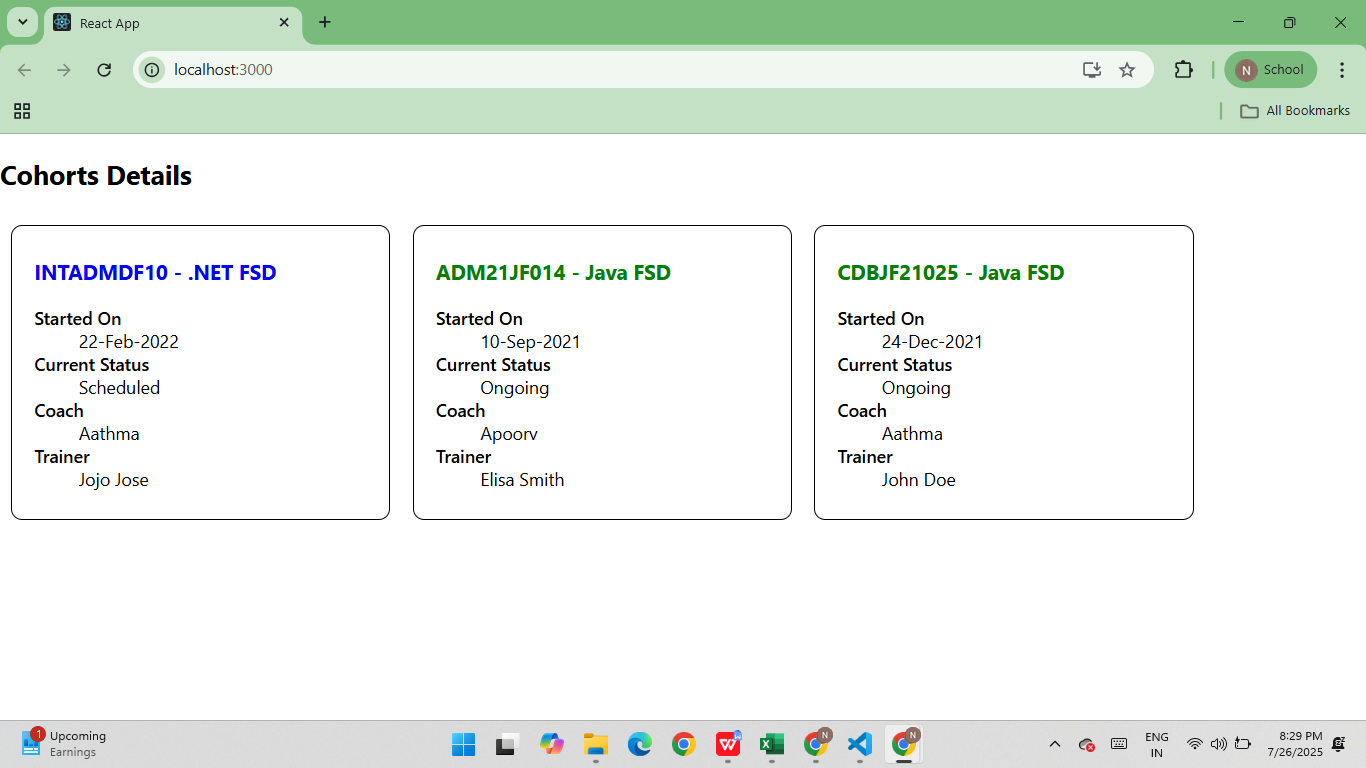 React App
localhost:3000
N School
All Bookmarks
Cohorts Details
INTADMDF10 - .NET FSD
Started On
22-Feb-2022
Current Status
Scheduled
Coach
Aathma
Trainer
Jojo Jose
ADM21JF014 - Java FSD
Started On
10-Sep-2021
Current Status
Ongoing
Coach
Apoorv
Trainer
Elisa Smith
CDBJF21025 - Java FSD
Started On
24-Dec-2021
Current Status
Ongoing
Coach
Aathma
Trainer
John Doe
1
Upcoming
Earnings
N
N
ENG
IN
8:29 PM
7/26/2025